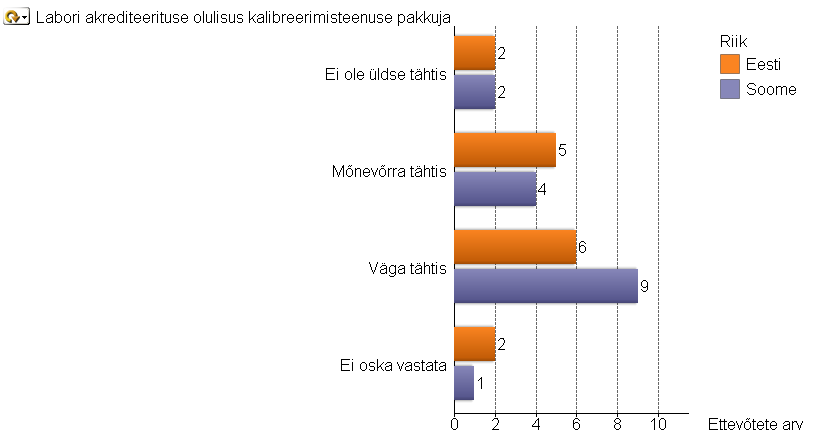 Labori akrediteerituse olulisus kalibreerimisteenuse pakkuja
Riik
Eesti
Soome
Ei ole üldse tähtis
2
2
Mõnevõrra tähtis
5
4
Väga tähtis
6
9
Ei oska vastata
2
1
0 2 4 6 8 10
Ettevõtete arv